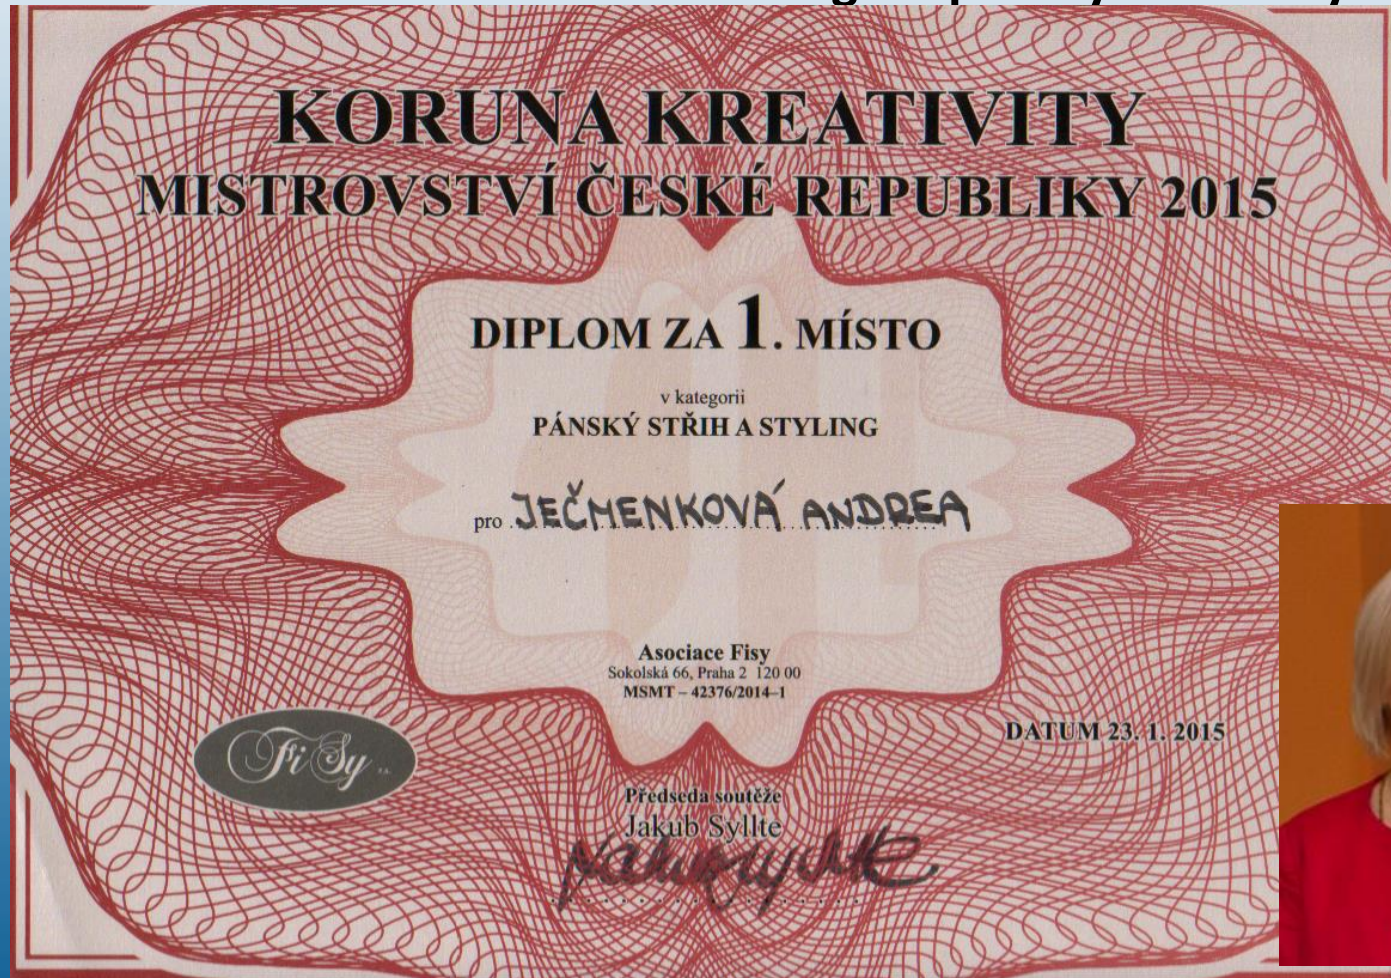 KORUNA KREATIVITY
MISTROVSTVÍ ČESKÉ REPUBLIKY 2015
DIPLOM ZA 1. MÍSTO
v kategorii
PÁNSKÝ STŘIH A STYLING
pro JEČMENKOVÁ ANDREA
Asociace Fisy
Sokolská 66, Praha 2 120 00
MSMT – 42376/2014–1
DATUM 23. 1. 2015
FiSy
Předseda soutěže
Jakub Syllte